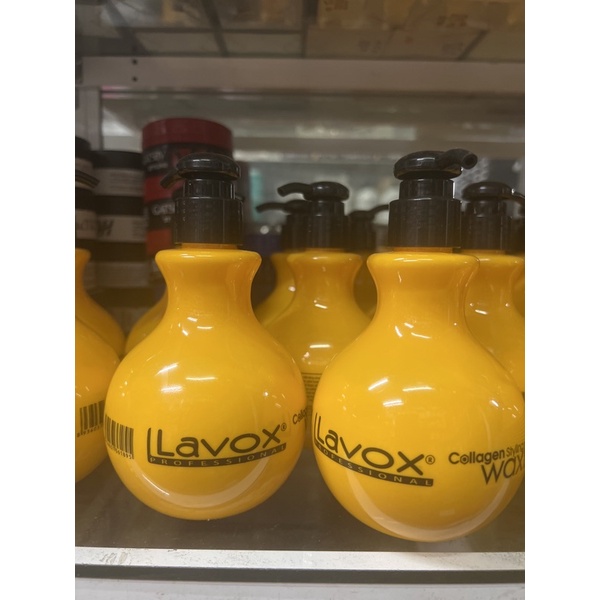 Lavox®
PROFESSIONAL
Lavox®
PROFESSIONAL
Collagen Styling
wax